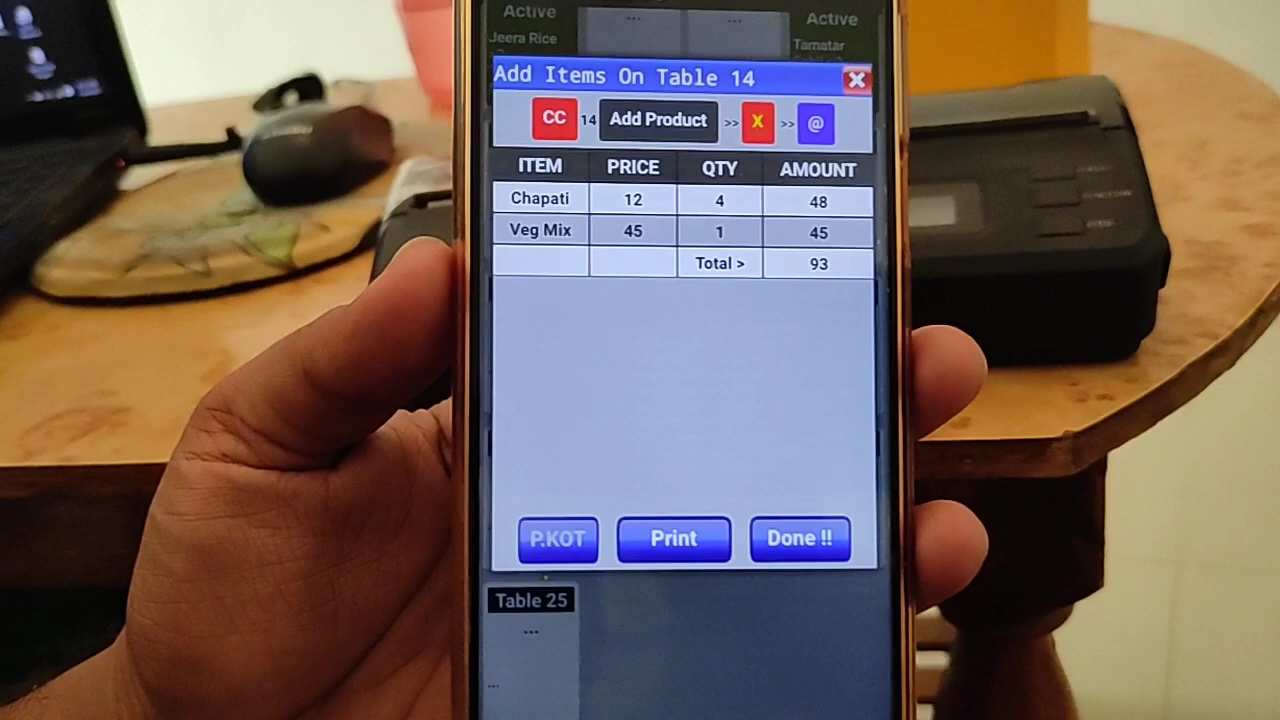 Active
---
---
Active
Jeera Rice
Tamatar
Add Items On Table 14
CC 14 Add Product >> X >> @
ITEM PRICE QTY AMOUNT
Chapati 12 4 48
Veg Mix 45 1 45
Total > 93
P.KOT Print Done !!
Table 25
---
---